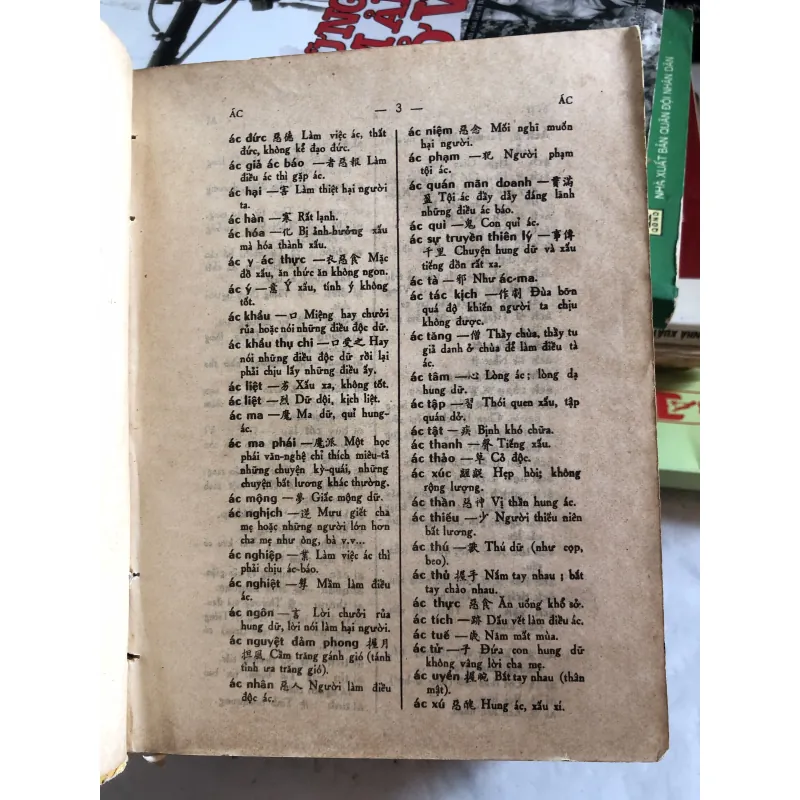 ÁC
— 3 —
ÁC
ác đức 惡德 Làm việc ác, thất
đức, không kể đạo đức.
ác giả ác báo —者惡報 Làm
điều ác thì gặp ác.
ác hại —害 Làm thiệt hại người
ta.
ác hàn —寒 Rất lạnh.
ác hóa —化 Bị ảnh-hưởng xấu
mà hóa thành xấu.
ác y ác thực —衣惡食 Mặc
đồ xấu, ăn thức ăn không ngon.
ác ý —意 Ý xấu, tính ý không
tốt.
ác khẩu —口 Miệng hay chưởi
rủa hoặc nói những điều độc dữ.
ác khẩu thụ chi —口受之 Hay
nói những điều độc dữ rồi lại
phải chịu lấy những điều ấy.
ác liệt —劣 Xấu xa, không tốt.
ác liệt —烈 Dữ dội, kịch liệt.
ác ma —魔 Ma dữ, quỉ hung-
ác.
ác ma phái —魔派 Một học
phái văn-nghệ chỉ thích miêu-tả
những chuyện kỳ-quái, những
chuyện bất lương khác thường.
ác mộng —夢 Giấc mộng dữ.
ác nghịch —逆 Mưu giết cha
mẹ hoặc những người lớn hơn
cha mẹ như ông, bà v.v...
ác nghiệp —業 Làm việc ác thì
phải chịu ác-báo.
ác nghiệt —孽 Mầm làm điều
ác.
ác ngôn —言 Lời chưởi rủa
hung dữ, lời nói làm hại người.
ác nguyệt đảm phong 握月
担風 Cầm trăng gánh gió (tánh
tình ưa trăng gió).
ác nhân 惡人 Người làm điều
độc ác.
ác niệm 惡念 Mối nghĩ muốn
hại người.
ác phạm —犯 Người phạm
tội ác.
ác quán mãn doanh —貫滿
盈 Tội ác đầy dẫy đáng lãnh
những điều ác báo.
ác quỉ —鬼 Con quỉ ác.
ác sự truyền thiên lý —事傳
千里 Chuyện hung dữ và xấu
tiếng đồn rất xa.
ác tà —邪 Như ác-ma.
ác tác kịch —作劇 Đùa bỡn
quá độ khiến người ta chịu
không được.
ác tăng —僧 Thầy chùa, thầy tu
giả danh ở chùa để làm điều tà
ác.
ác tâm —心 Lòng ác; lòng dạ
hung dữ.
ác tập —習 Thói quen xấu, tập
quán dở.
ác tật —疾 Bịnh khó chữa.
ác thanh —聲 Tiếng xấu.
ác thảo —草 Cỏ độc.
ác xúc 齷齪 Hẹp hòi; không
rộng lượng.
ác thần 惡神 Vị thần hung ác.
ác thiếu —少 Người thiếu niên
bất lương.
ác thú —獸 Thú dữ (như cọp,
beo).
ác thủ 握手 Nắm tay nhau; bắt
tay chào nhau.
ác thực 惡食 Ăn uống khổ sở.
ác tích —跡 Dấu vết làm điều ác.
ác tuế —歲 Năm mất mùa.
ác tử —子 Đứa con hung dữ
không vâng lời cha mẹ.
ác uyển 握腕 Bắt tay nhau (thân
mật).
ác xú 惡醜 Hung ác, xấu xí.
NHÀ XUẤT BẢN QUÂN ĐỘI NHÂN DÂN